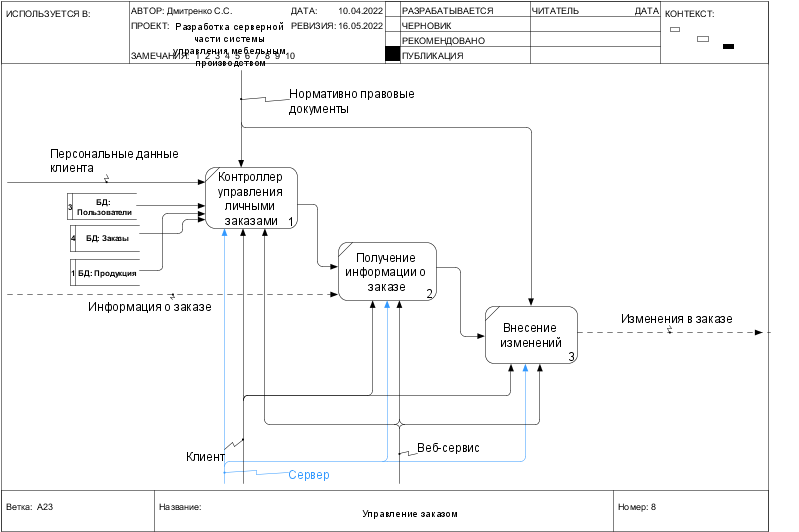 ИСПОЛЬЗУЕТСЯ В:
АВТОР: Дмитренко С.С.
ДАТА: 10.04.2022
ПРОЕКТ: Разработка серверной
части системы
управления мебельным
производством
РЕВИЗИЯ: 16.05.2022
ЗАМЕЧАНИЯ: 1 2 3 4 5 6 7 8 9 10
РАЗРАБАТЫВАЕТСЯ
ЧЕРНОВИК
РЕКОМЕНДОВАНО
ПУБЛИКАЦИЯ
ЧИТАТЕЛЬ
ДАТА
КОНТЕКСТ:
Нормативно правовые
документы
Персональные данные
клиента
3
БД:
Пользователи
4
БД: Заказы
1
БД: Продукция
Контроллер
управления
личными
заказами
1
Получение
информации о
заказе
2
Информация о заказе
Внесение
изменений
3
Изменения в заказе
Клиент
Веб-сервис
Сервер
Ветка: A23
Название:
Управление заказом
Номер: 8